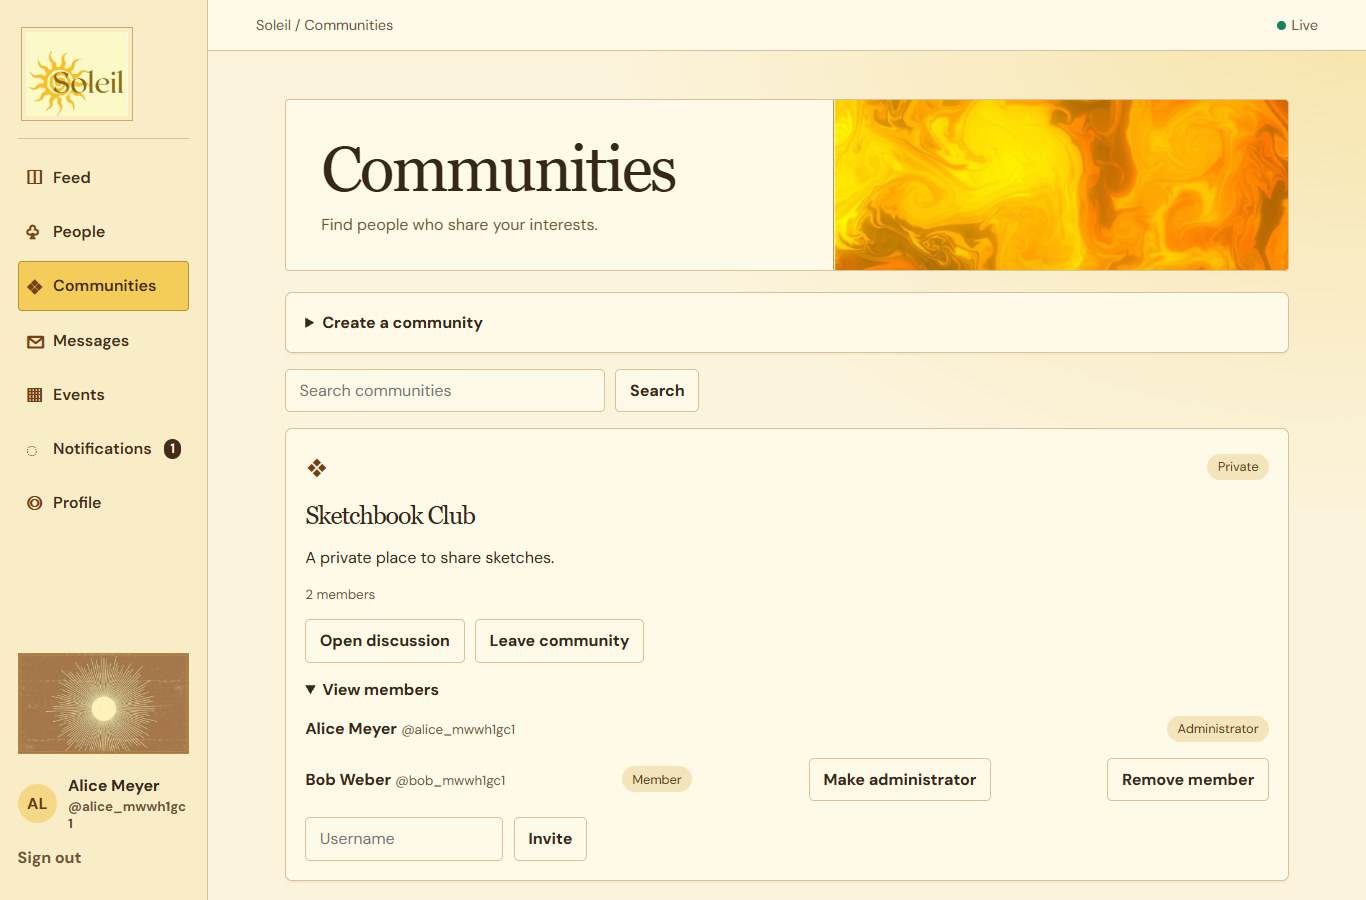 Soleil
Feed
People
Communities
Messages
Events
Notifications 1
Profile
AL
Alice Meyer
@alice_mwwh1gc
1
Sign out
Soleil / Communities
Live
Communities
Find people who share your interests.
Create a community
Search communities
Search
Private
Sketchbook Club
A private place to share sketches.
2 members
Open discussion
Leave community
View members
Alice Meyer @alice_mwwh1gc1
Administrator
Bob Weber @bob_mwwh1gc1
Member
Make administrator
Remove member
Username
Invite